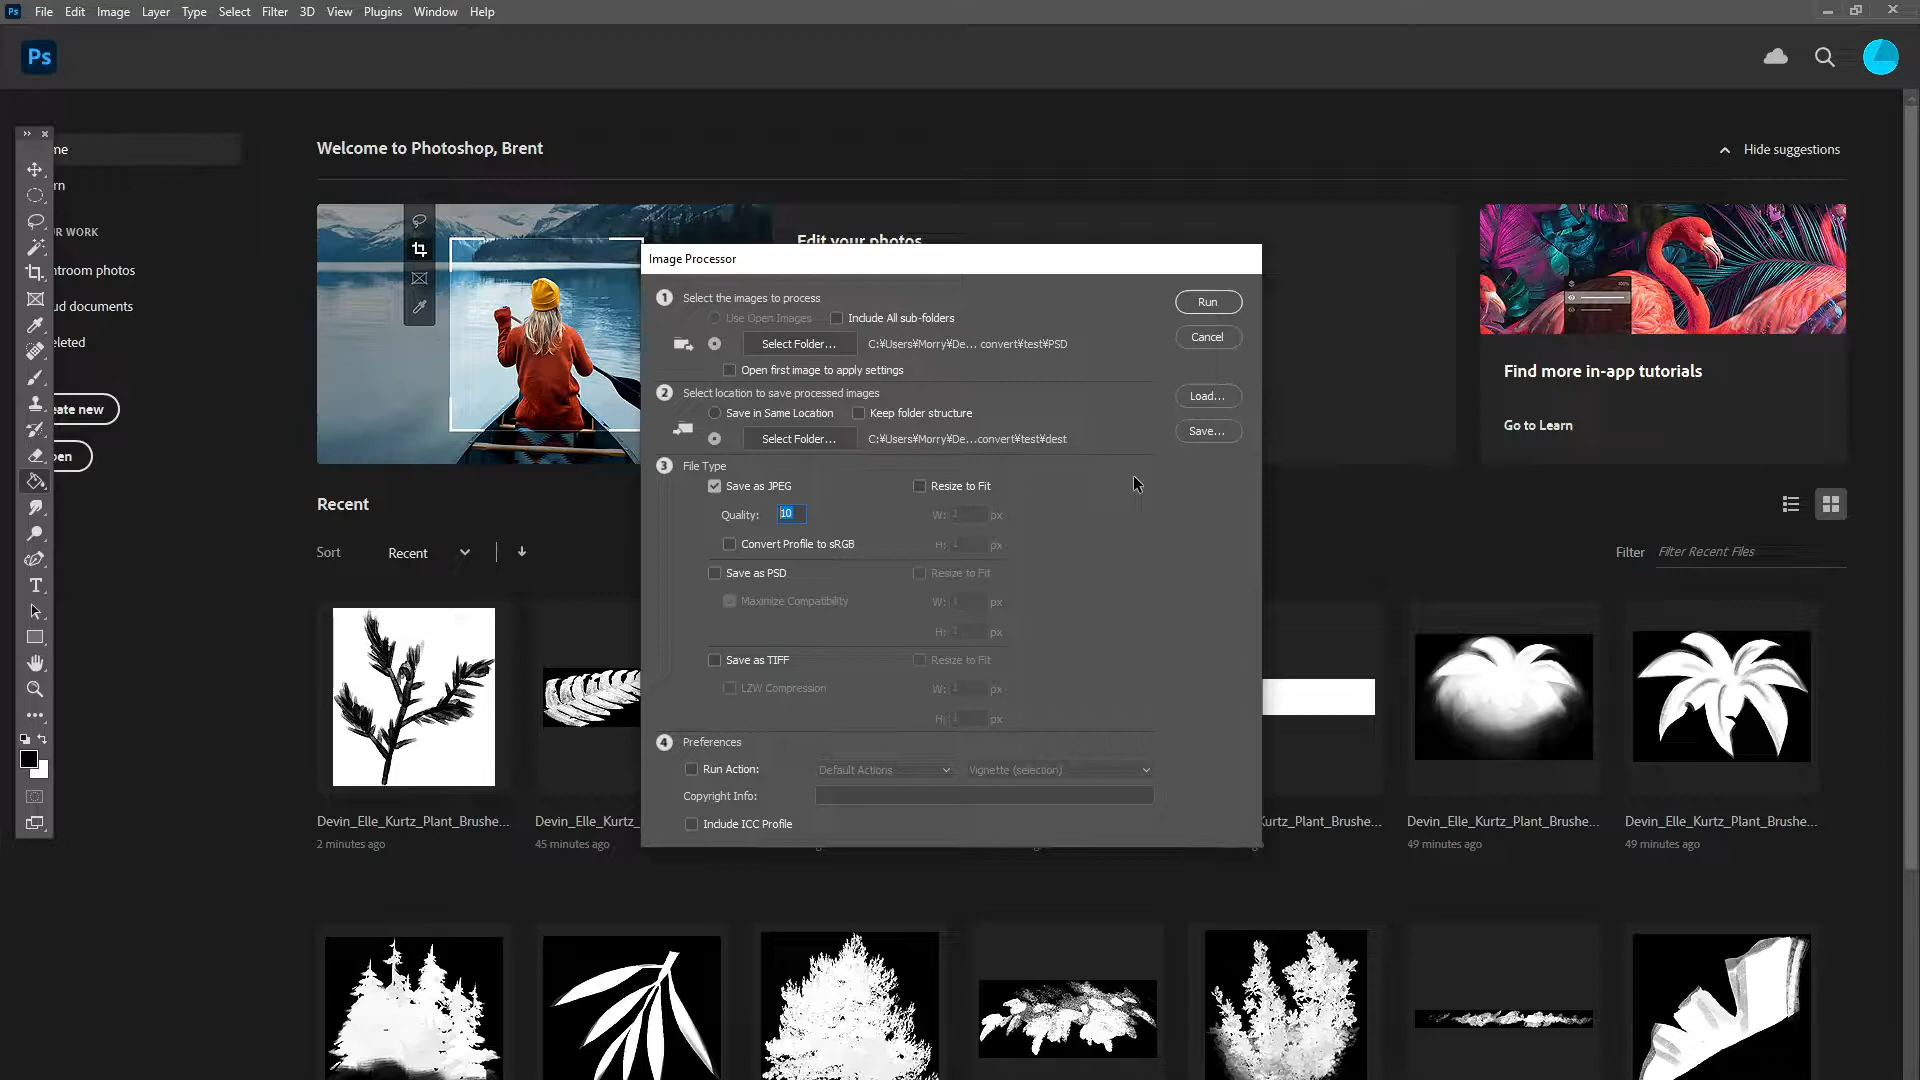 Ps File Edit Image Layer Type Select Filter 3D View Plugins Window Help
Ps
me
rn
R WORK
ntroom photos
ud documents
eleted
eate new
pen
Welcome to Photoshop, Brent
Hide suggestions
Edit your photos
Find more in-app tutorials
Go to Learn
Image Processor
1 Select the images to process
Use Open Images Include All sub-folders
Select Folder... C:¥Users¥Morry¥De... convert¥test¥PSD
Open first image to apply settings
2 Select location to save processed images
Save in Same Location Keep folder structure
Select Folder... C:¥Users¥Morry¥De...convert¥test¥dest
3 File Type
Save as JPEG Resize to Fit
Quality: 10 W: px
Convert Profile to sRGB H: px
Save as PSD Resize to Fit
Maximize Compatibility W: px
H: px
Save as TIFF Resize to Fit
LZW Compression W: px
H: px
4 Preferences
Run Action: Default Actions Vignette (selection)
Copyright Info:
Include ICC Profile
Run
Cancel
Load...
Save...
Recent
Sort Recent
Filter Filter Recent Files
Devin_Elle_Kurtz_Plant_Brushe...
2 minutes ago
Devin_Elle_Kurtz_
45 minutes ago
Kurtz_Plant_Brushe...
Devin_Elle_Kurtz_Plant_Brushe...
49 minutes ago
Devin_Elle_Kurtz_Plant_Brushe...
49 minutes ago